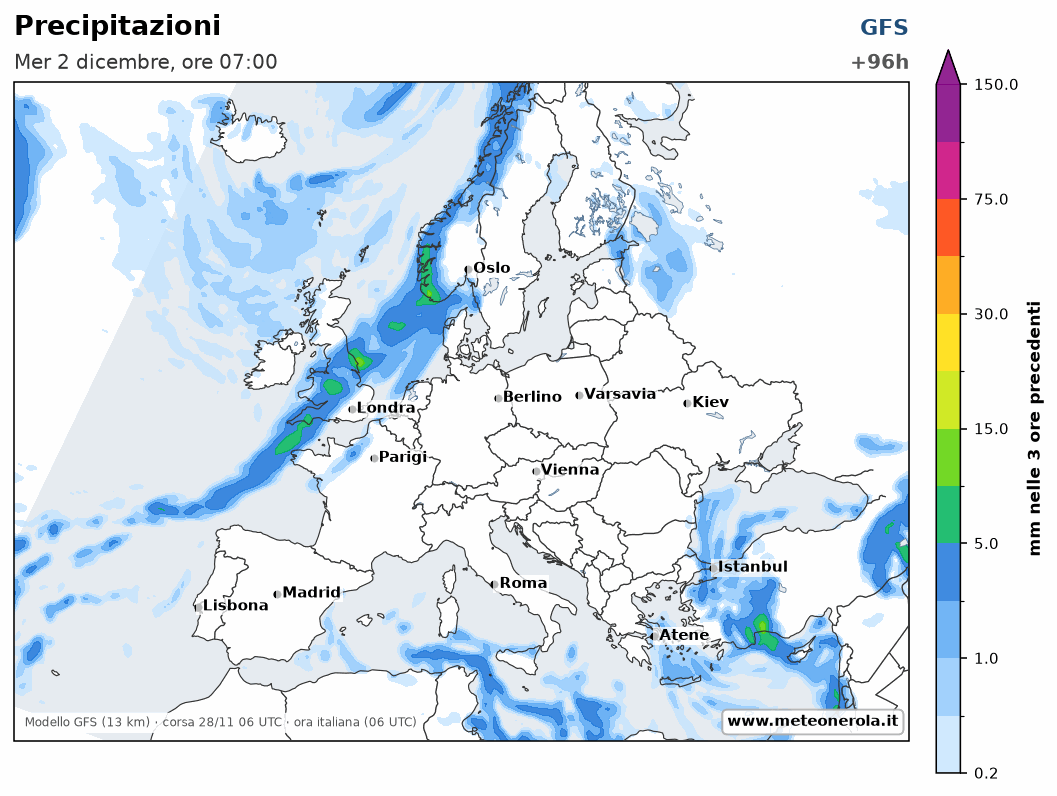 Precipitazioni
GFS
Mer 2 dicembre, ore 07:00
+96h
150.0
75.0
30.0
15.0
5.0
1.0
0.2
mm nelle 3 ore precedenti
Oslo
Berlino
Varsavia
Kiev
Londra
Parigi
Vienna
Istanbul
Roma
Madrid
Lisbona
Atene
Modello GFS (13 km) · corsa 28/11 06 UTC · ora italiana (06 UTC)
www.meteonerola.it